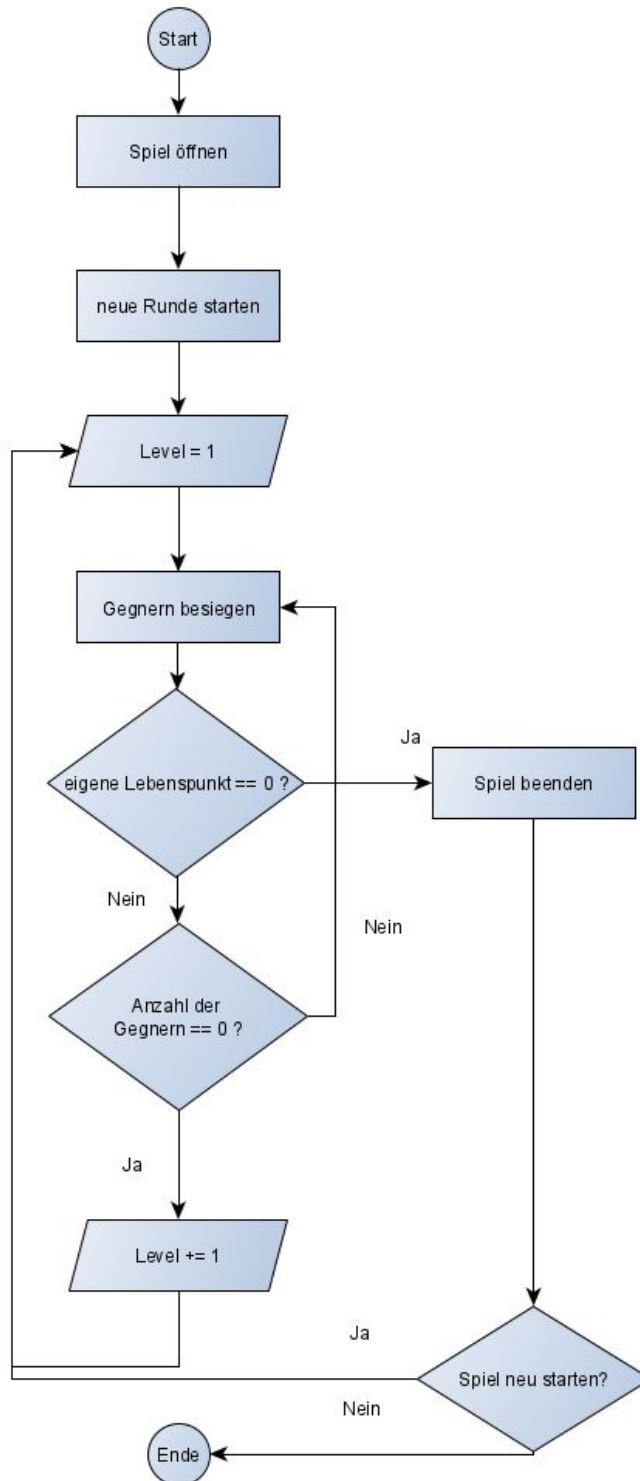 Start
Spiel öffnen
neue Runde starten
Level = 1
Gegnern besiegen
eigene Lebenspunkt == 0 ?
Ja
Spiel beenden
Nein
Nein
Anzahl der
Gegnern == 0 ?
Ja
Level += 1
Ja
Spiel neu starten?
Nein
Ende